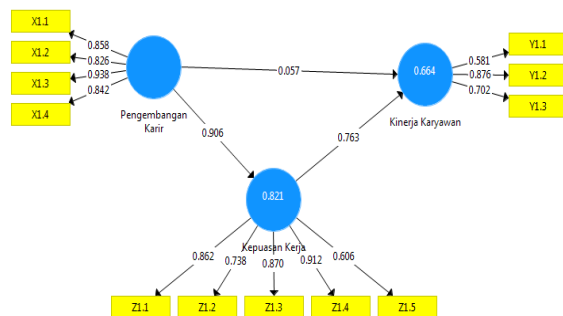 X1.1
X1.2
X1.3
X1.4
0.858
0.826
0.938
0.842
Pengembangan
Karir
0.057
0.906
0.664
Kinerja Karyawan
0.581
0.876
0.702
Y1.1
Y1.2
Y1.3
0.763
0.821
Kepuasan Kerja
0.862
0.738
0.870
0.912
0.606
Z1.1
Z1.2
Z1.3
Z1.4
Z1.5